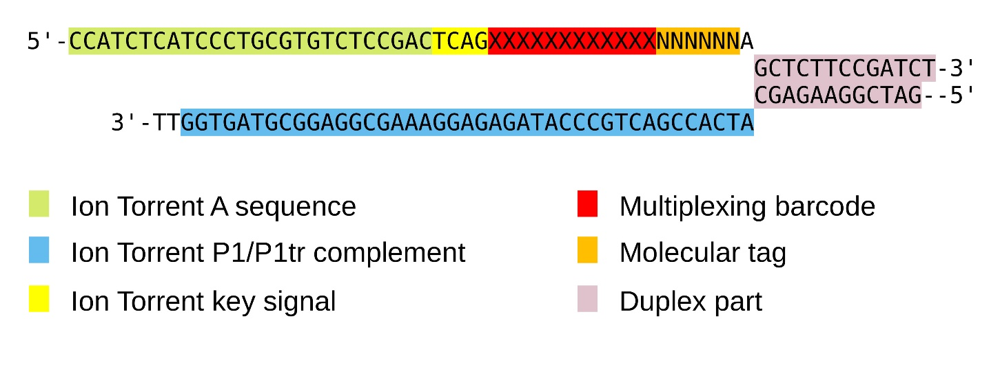 5'-CCATCTCATCCCTGCGTGTCTCCGACTCAGXXXXXXXXXXXXNNNNNNA
GCTCTTCCGATCT-3'
CGAGAAGGCTAG--5'
3'-TTGGTGATGCGGAGGCGAAAGGAGAGATACCCGTCAGCCACTA
Ion Torrent A sequence
Ion Torrent P1/P1tr complement
Ion Torrent key signal
Multiplexing barcode
Molecular tag
Duplex part